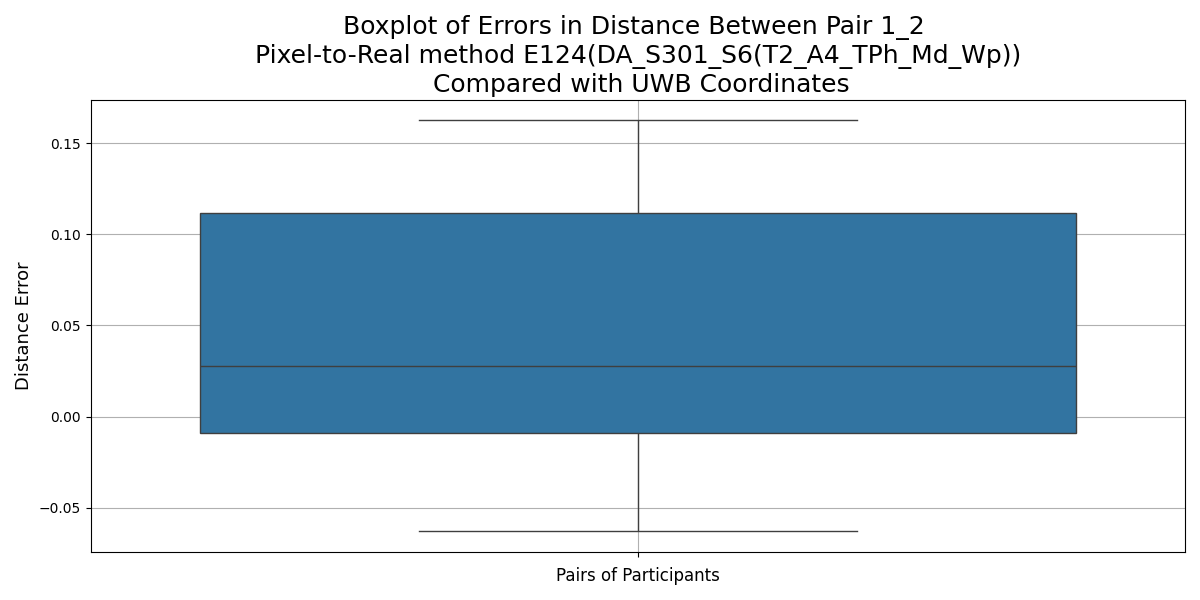 Boxplot of Errors in Distance Between Pair 1_2
Pixel-to-Real method E124(DA_S301_S6(T2_A4_TPh_Md_Wp))
Compared with UWB Coordinates
0.15
0.10
0.05
0.00
−0.05
Distance Error
Pairs of Participants